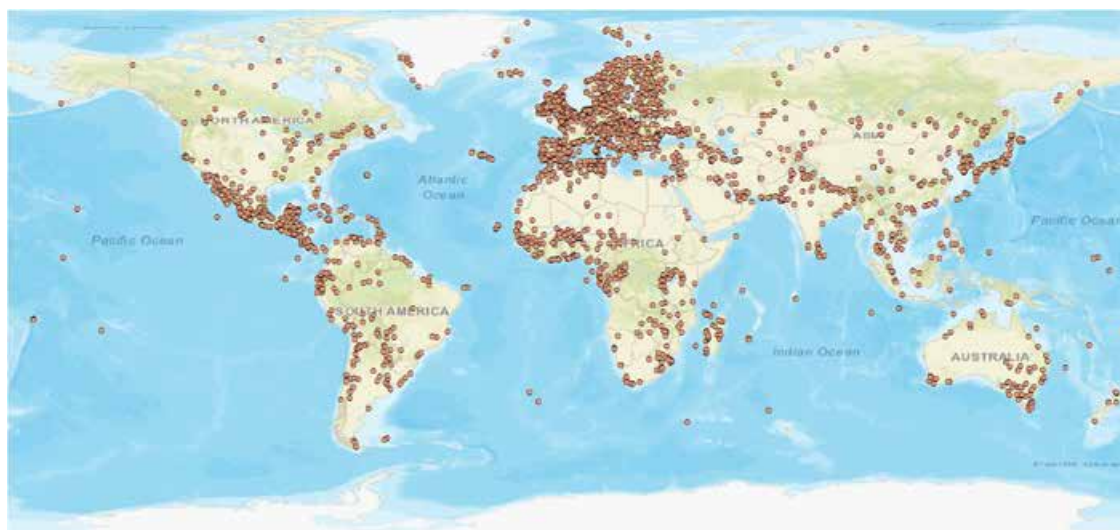 NORTH AMERICA
ASIA
Atlantic
Ocean
Pacific Ocean
Pacific Ocean
AFRICA
SOUTH AMERICA
Indian Ocean
AUSTRALIA